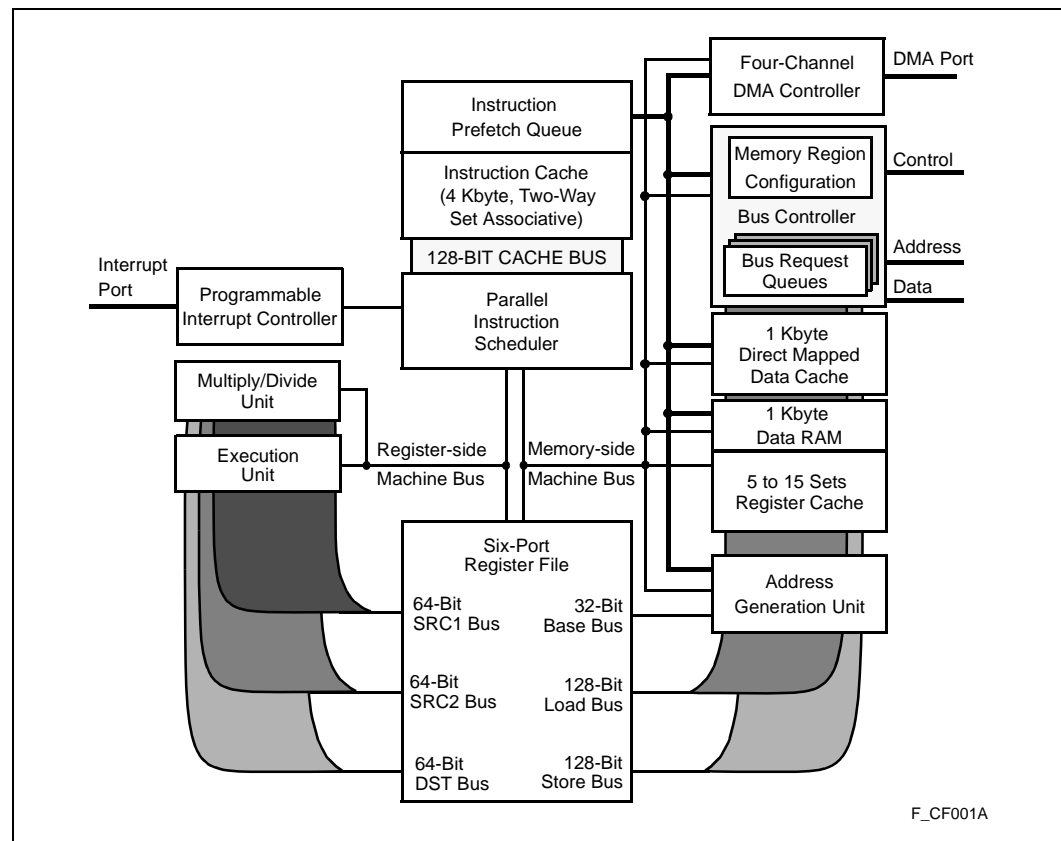 Four-Channel
DMA Controller
DMA Port
Instruction
Prefetch Queue
Instruction Cache
(4 Kbyte, Two-Way
Set Associative)
128-BIT CACHE BUS
Memory Region
Configuration
Bus Controller
Bus Request
Queues
Control
Address
Data
Interrupt
Port
Programmable
Interrupt Controller
Parallel
Instruction
Scheduler
1 Kbyte
Direct Mapped
Data Cache
Multiply/Divide
Unit
Execution
Unit
Register-side
Machine Bus
Memory-side
Machine Bus
1 Kbyte
Data RAM
5 to 15 Sets
Register Cache
Six-Port
Register File
Address
Generation Unit
64-Bit
SRC1 Bus
32-Bit
Base Bus
64-Bit
SRC2 Bus
128-Bit
Load Bus
64-Bit
DST Bus
128-Bit
Store Bus
F_CF001A